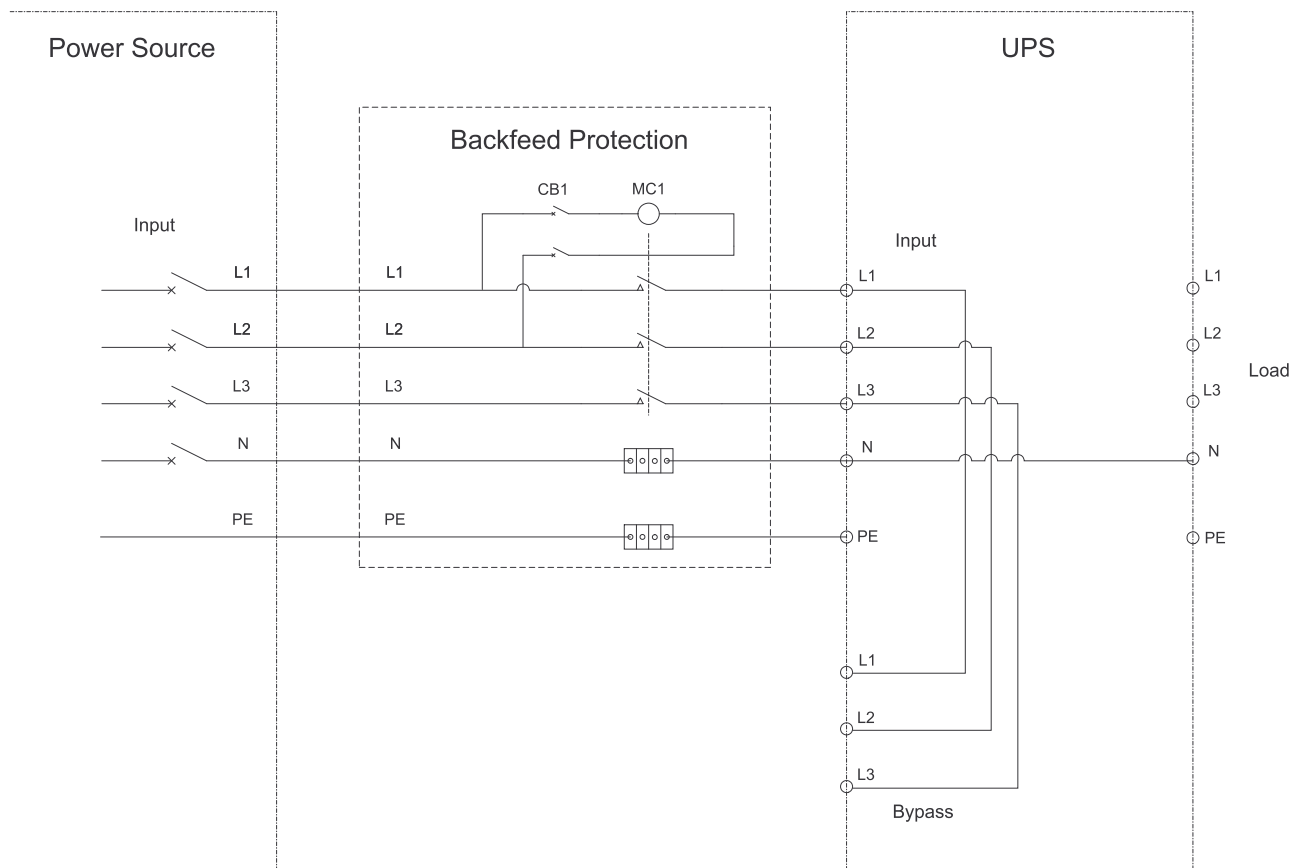 Power Source
UPS
Backfeed Protection
CB1
MC1
Input
Input
L1
L1
L1
L1
L2
L2
L2
L2
Load
L3
L3
L3
L3
N
N
N
N
PE
PE
PE
PE
L1
L2
L3
Bypass